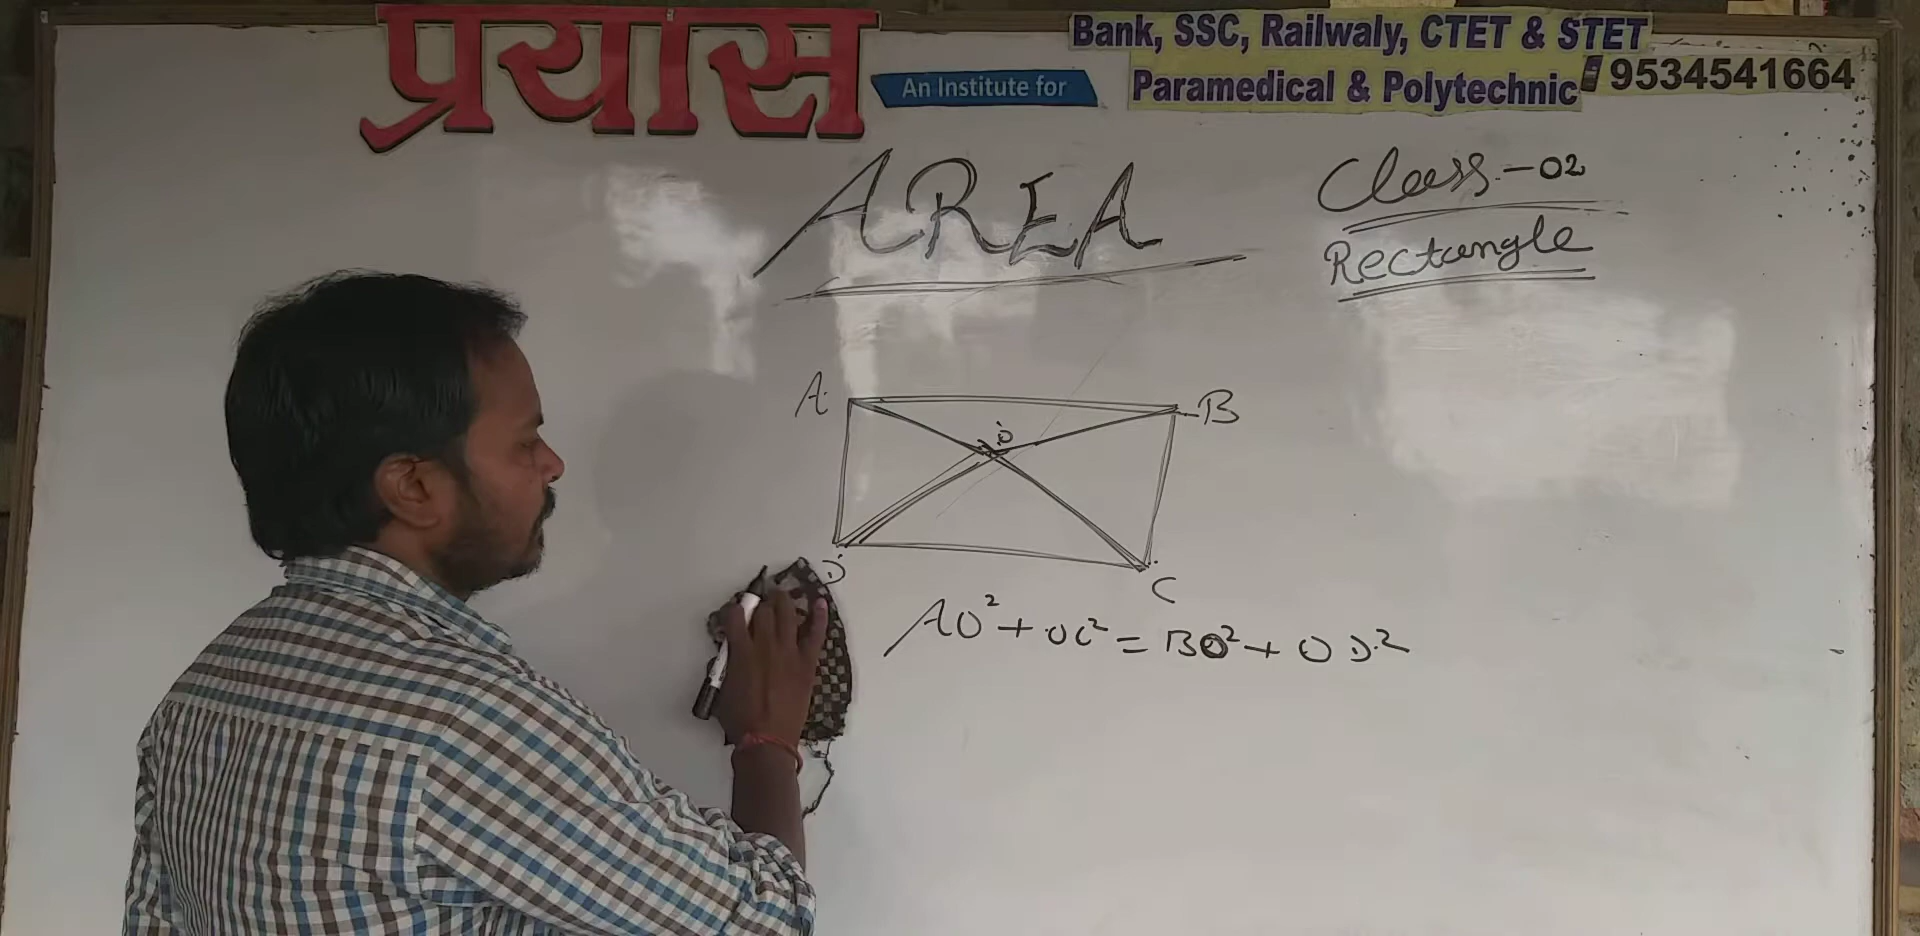 प्रयास
An Institute for
Bank, SSC, Railwaly, CTET & STET
Paramedical & Polytechnic
9534541664
AREA
Class-02
Rectangle
A
B
O
D
C
AO²+OC²=BO²+OD²